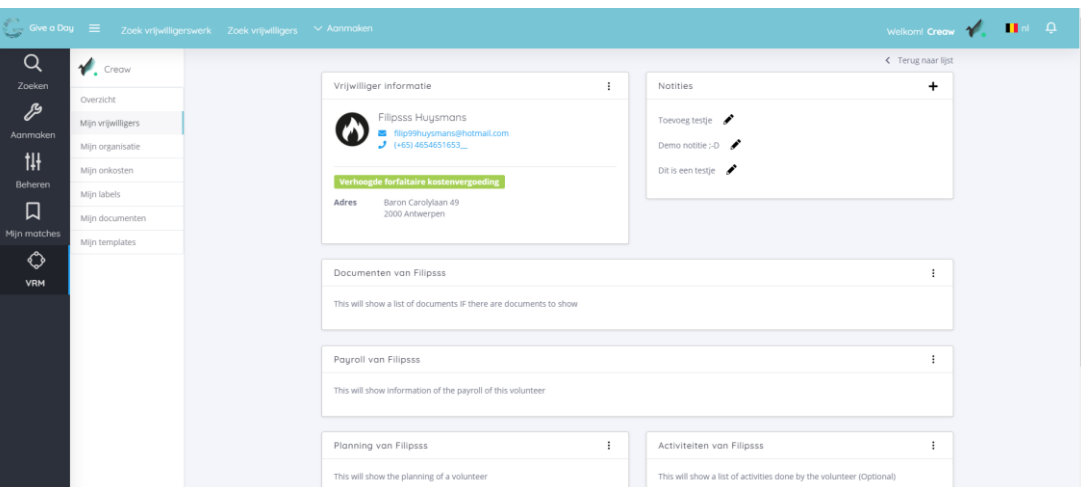 Give a Day
Zoek vrijwilligerswerk
Zoek vrijwilligers
Aanmaken
Welkom! Creaw
nl
Zoeken
Aanmaken
Beheren
Mijn matches
VRM
Creaw
Overzicht
Mijn vrijwilligers
Mijn organisatie
Mijn onkosten
Mijn labels
Mijn documenten
Mijn templates
Terug naar lijst
Vrijwilliger informatie
Filipsss Huysmans
filip99huysmans@hotmail.com
(+65) 4654651653__
Verhoogde forfaitaire kostenvergoeding
Adres Baron Carolylaan 49
2000 Antwerpen
Notities
Toevoeg testje
Demo notitie ;-D
Dit is een testje
Documenten van Filipsss
This will show a list of documents IF there are documents to show
Payroll van Filipsss
This will show information of the payroll of this volunteer
Planning van Filipsss
This will show the planning of a volunteer
Activiteiten van Filipsss
This will show a list of activities done by the volunteer (Optional)